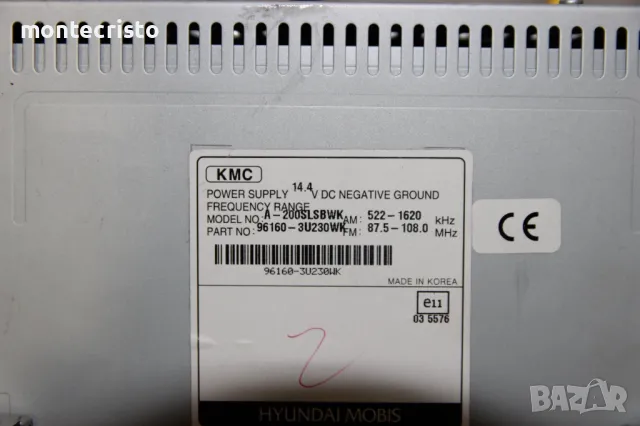 montecristo
KMC
POWER SUPPLY 14.4 V DC NEGATIVE GROUND
FREQUENCY RANGE
MODEL NO: A-200SLSBWK AM: 522-1620 kHz
PART NO: 96160-3U230WK FM: 87.5-108.0 MHz
96160-3U230WK
MADE IN KOREA
CE
e11
03 5576
2
HYUNDAI MOBIS
BAZAR
bg